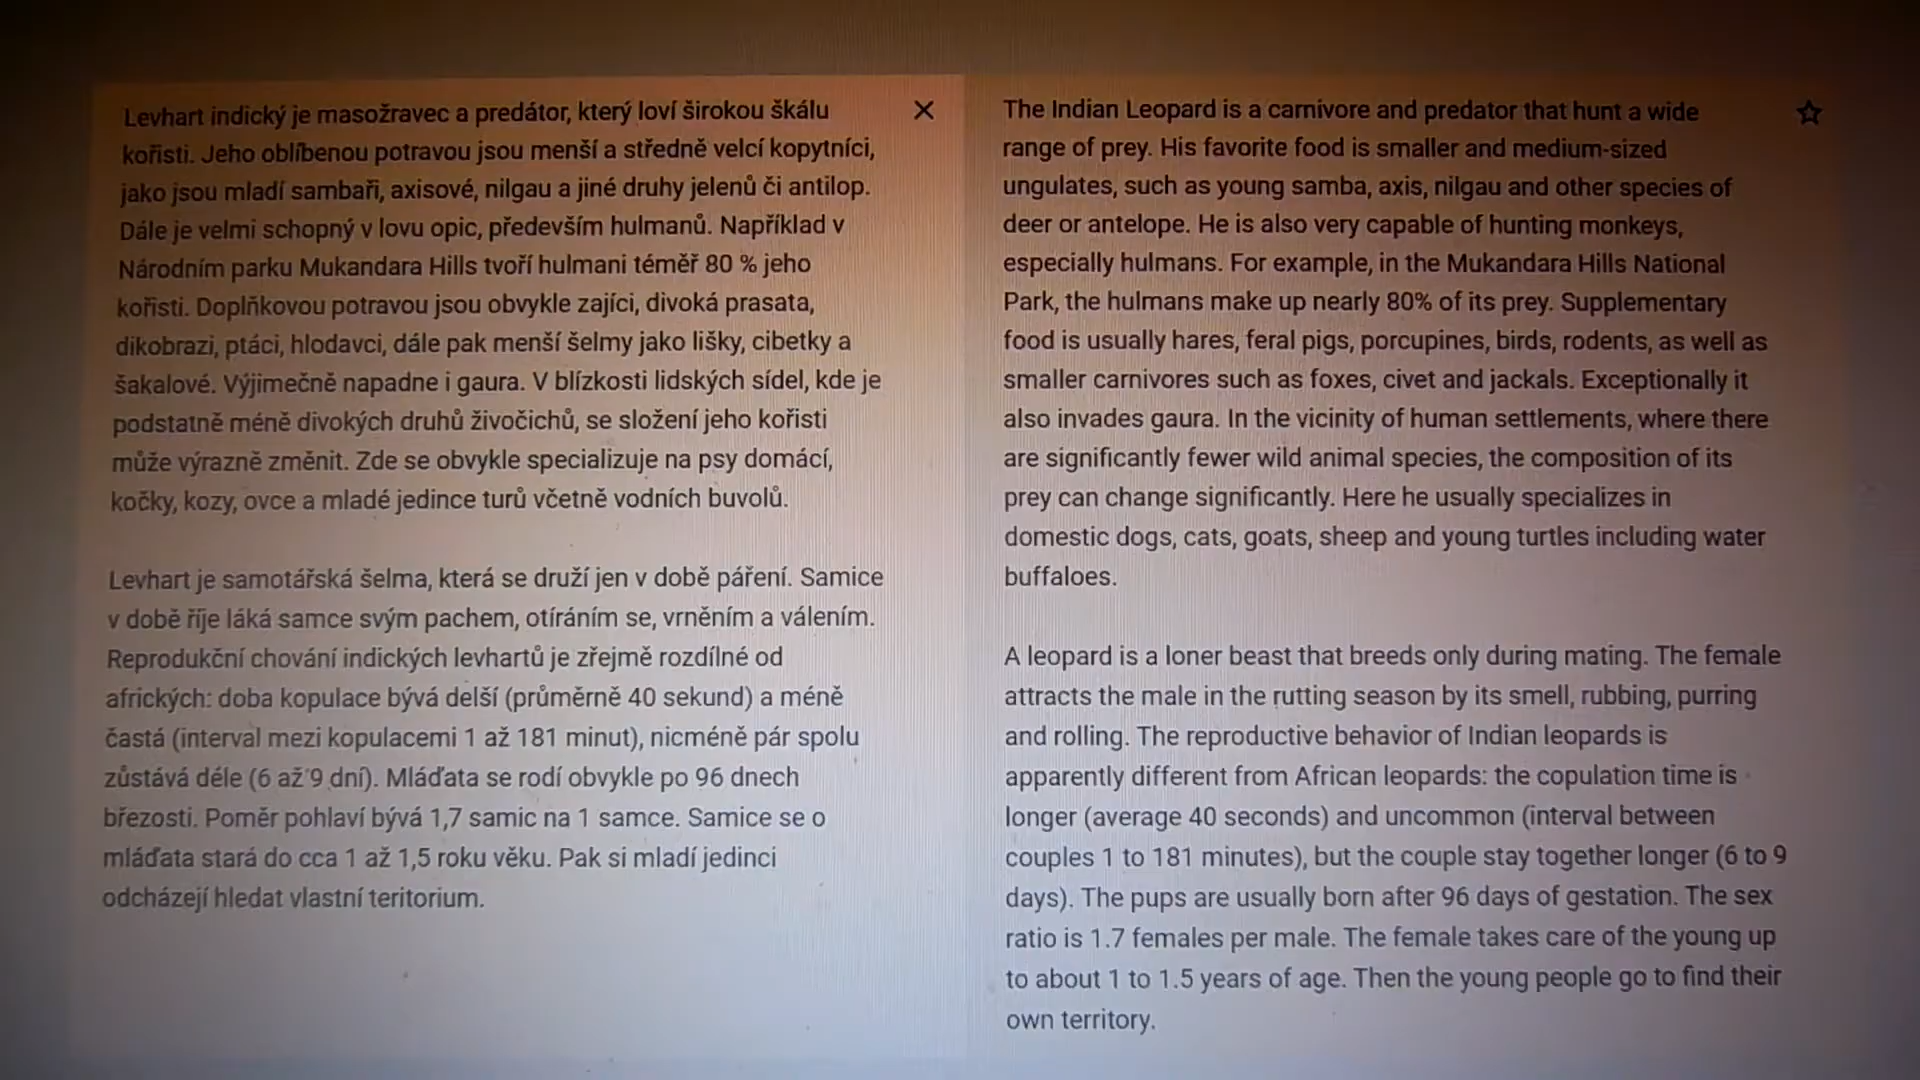 Levhart indický je masožravec a predátor, který loví širokou škálu
kořisti. Jeho oblíbenou potravou jsou menší a středně velcí kopytníci,
jako jsou mladí sambaři, axisové, nilgau a jiné druhy jelenů či antilop.
Dále je velmi schopný v lovu opic, především hulmanů. Například v
Národním parku Mukandara Hills tvoří hulmani téměř 80 % jeho
kořisti. Doplňkovou potravou jsou obvykle zajíci, divoká prasata,
dikobrazi, ptáci, hlodavci, dále pak menší šelmy jako lišky, cibetky a
šakalové. Výjimečně napadne i gaura. V blízkosti lidských sídel, kde je
podstatně méně divokých druhů živočichů, se složení jeho kořisti
může výrazně změnit. Zde se obvykle specializuje na psy domácí,
kočky, kozy, ovce a mladé jedince turů včetně vodních buvolů.
Levhart je samotářská šelma, která se druží jen v době páření. Samice
v době říje láká samce svým pachem, otíráním se, vrněním a válením.
Reprodukční chování indických levhartů je zřejmě rozdílné od
afrických: doba kopulace bývá delší (průměrně 40 sekund) a méně
častá (interval mezi kopulacemi 1 až 181 minut), nicméně pár spolu
zůstává déle (6 až 9 dní). Mláďata se rodí obvykle po 96 dnech
březosti. Poměr pohlaví bývá 1,7 samic na 1 samce. Samice se o
mláďata stará do cca 1 až 1,5 roku věku. Pak si mladí jedinci
odcházejí hledat vlastní teritorium.
The Indian Leopard is a carnivore and predator that hunt a wide
range of prey. His favorite food is smaller and medium-sized
ungulates, such as young samba, axis, nilgau and other species of
deer or antelope. He is also very capable of hunting monkeys,
especially hulmans. For example, in the Mukandara Hills National
Park, the hulmans make up nearly 80% of its prey. Supplementary
food is usually hares, feral pigs, porcupines, birds, rodents, as well as
smaller carnivores such as foxes, civet and jackals. Exceptionally it
also invades gaura. In the vicinity of human settlements, where there
are significantly fewer wild animal species, the composition of its
prey can change significantly. Here he usually specializes in
domestic dogs, cats, goats, sheep and young turtles including water
buffaloes.
A leopard is a loner beast that breeds only during mating. The female
attracts the male in the rutting season by its smell, rubbing, purring
and rolling. The reproductive behavior of Indian leopards is
apparently different from African leopards: the copulation time is
longer (average 40 seconds) and uncommon (interval between
couples 1 to 181 minutes), but the couple stay together longer (6 to 9
days). The pups are usually born after 96 days of gestation. The sex
ratio is 1.7 females per male. The female takes care of the young up
to about 1 to 1.5 years of age. Then the young people go to find their
own territory.